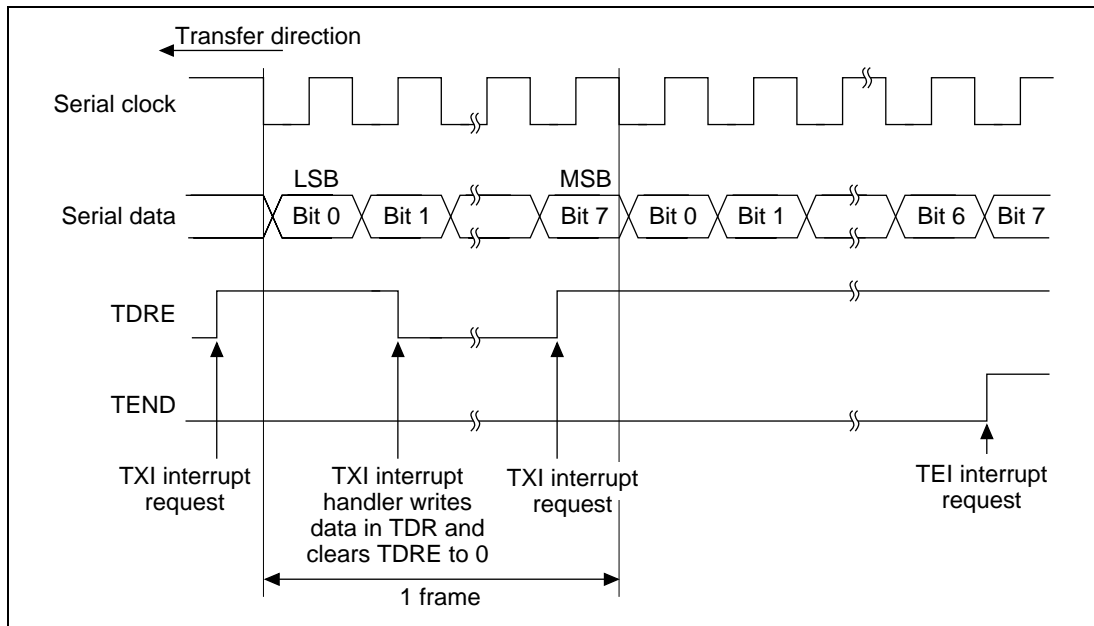 Transfer direction
Serial clock
LSB
MSB
Serial data
Bit 0
Bit 1
Bit 7
Bit 0
Bit 1
Bit 6
Bit 7
TDRE
TEND
TXI interrupt
request
TXI interrupt
handler writes
data in TDR and
clears TDRE to 0
TXI interrupt
request
TEI interrupt
request
1 frame